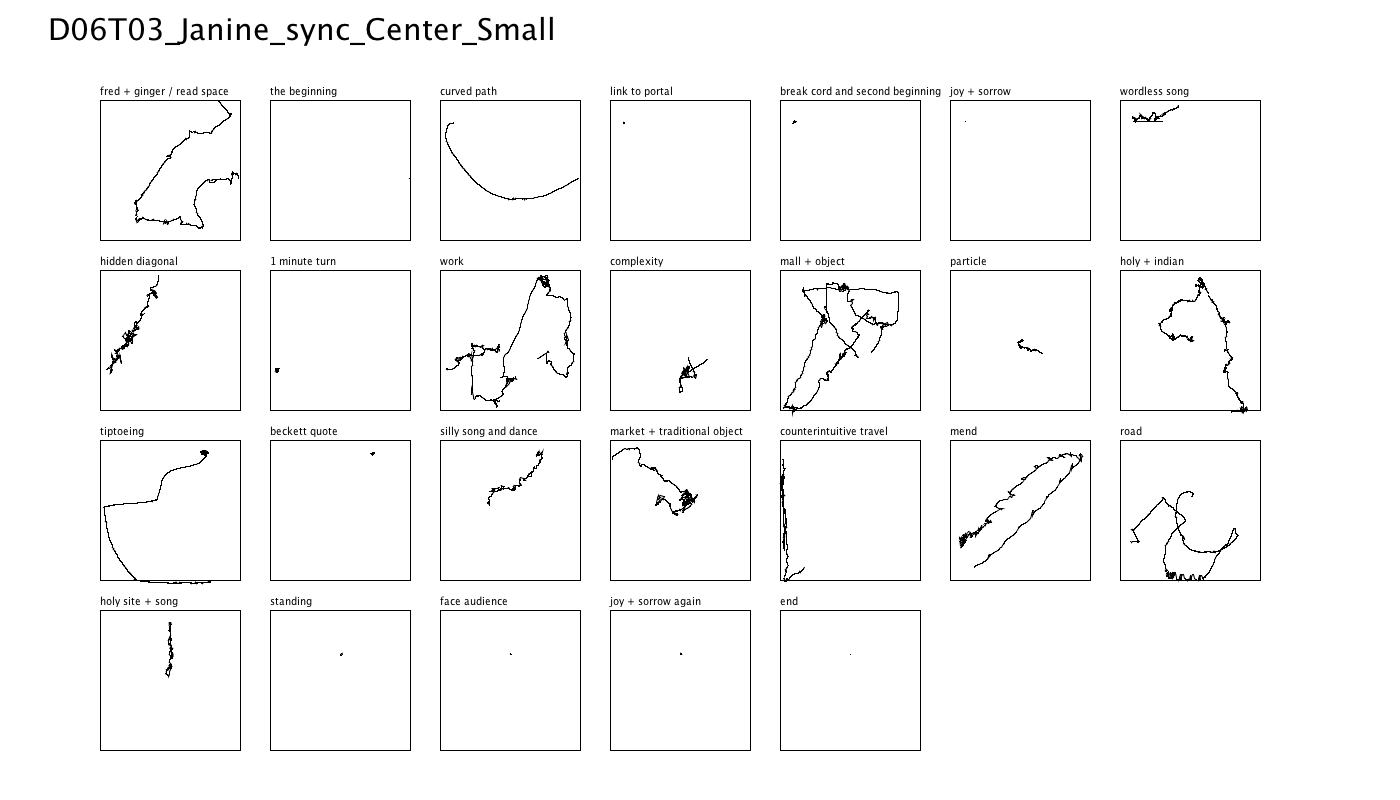 D06T03_Janine_sync_Center_Small
fred + ginger / read space
the beginning
curved path
link to portal
break cord and second beginning
joy + sorrow
wordless song
hidden diagonal
1 minute turn
work
complexity
mall + object
particle
holy + indian
tiptoeing
beckett quote
silly song and dance
market + traditional object
counterintuitive travel
mend
road
holy site + song
standing
face audience
joy + sorrow again
end